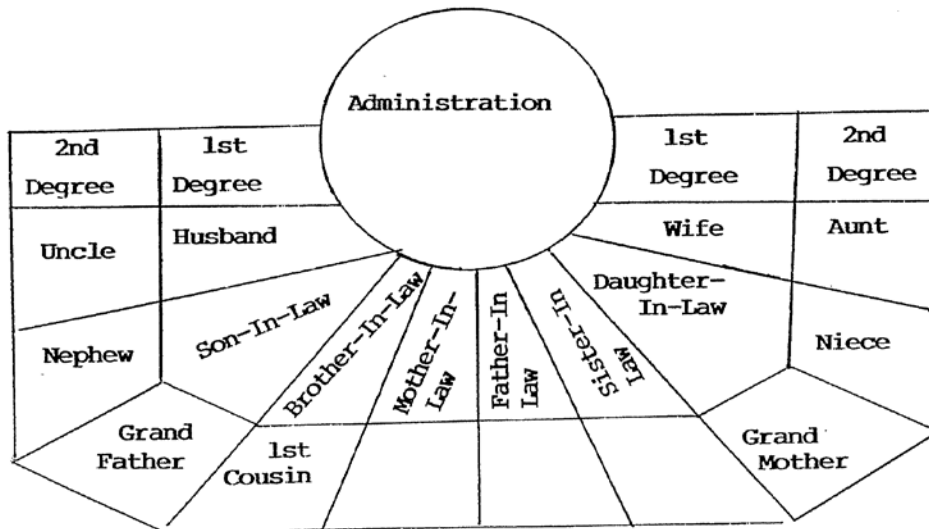 Administration
2nd
Degree
1st
Degree
1st
Degree
2nd
Degree
Uncle
Husband
Wife
Aunt
Nephew
Son-In-Law
Brother-In-Law
Mother-In-
Law
Father-In
Law
Sister-In
Law
Daughter-
In-Law
Niece
Grand
Father
1st
Cousin
Grand
Mother